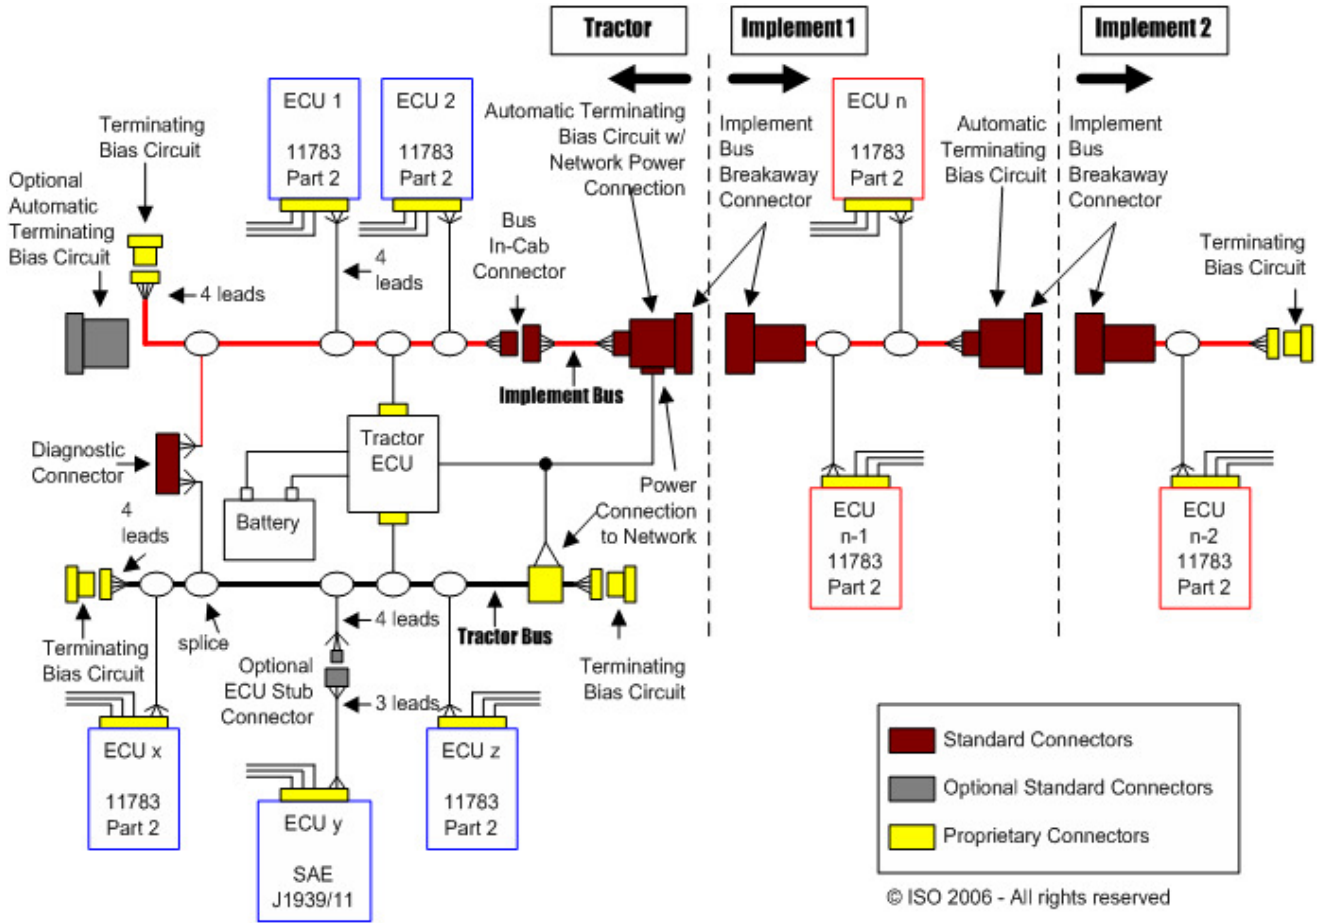 Tractor
Implement 1
Implement 2
ECU 1
11783
Part 2
ECU 2
11783
Part 2
Automatic Terminating
Bias Circuit w/
Network Power
Connection
Implement
Bus
Breakaway
Connector
ECU n
11783
Part 2
Automatic
Terminating
Bias Circuit
Implement
Bus
Breakaway
Connector
Terminating
Bias Circuit
Optional
Automatic
Terminating
Bias Circuit
Bus
In-Cab
Connector
Terminating
Bias Circuit
4 leads
4
leads
Implement Bus
Diagnostic
Connector
Tractor
ECU
Battery
Power
Connection
to Network
4
leads
ECU
n-1
11783
Part 2
ECU
n-2
11783
Part 2
Terminating
Bias Circuit
splice
4 leads
Tractor Bus
Optional
ECU Stub
Connector
3 leads
Terminating
Bias Circuit
ECU x
11783
Part 2
ECU y
SAE
J1939/11
ECU z
11783
Part 2
Standard Connectors
Optional Standard Connectors
Proprietary Connectors
© ISO 2006 - All rights reserved